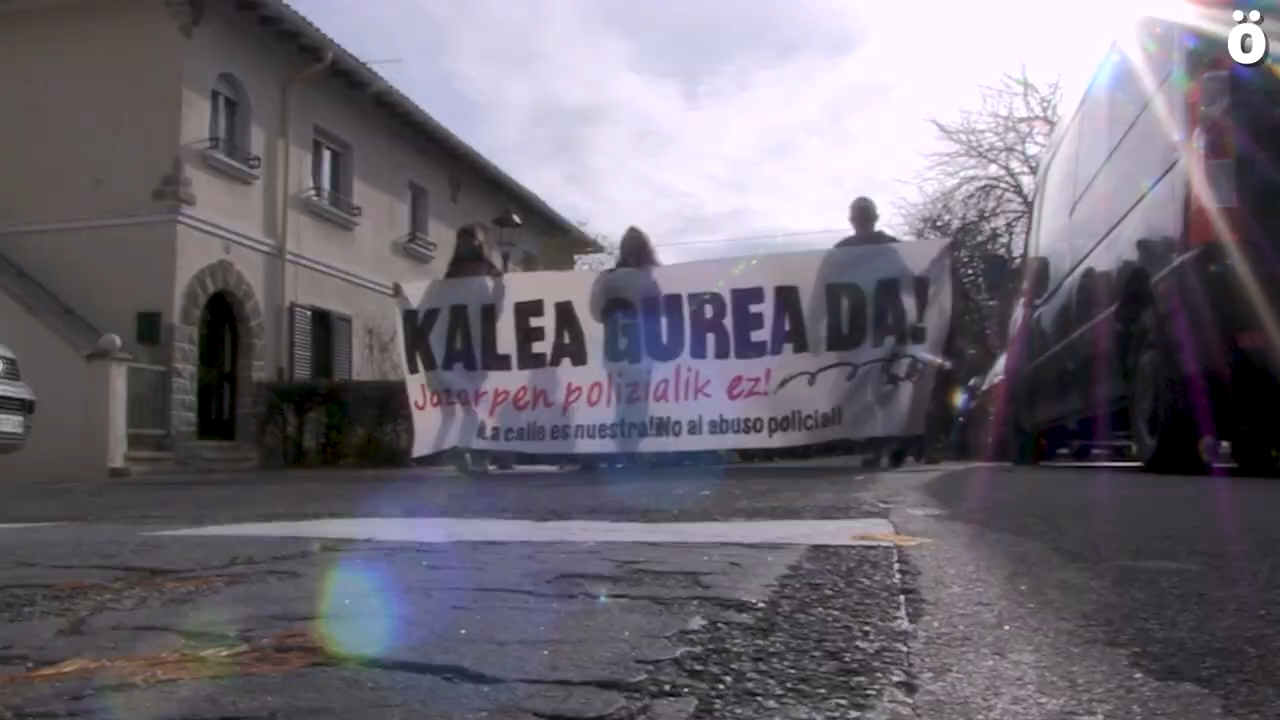 ö
KALEA GUREA DA!
Jazarpen polizialik ez!
La calle es nuestra!!No al abuso policial!